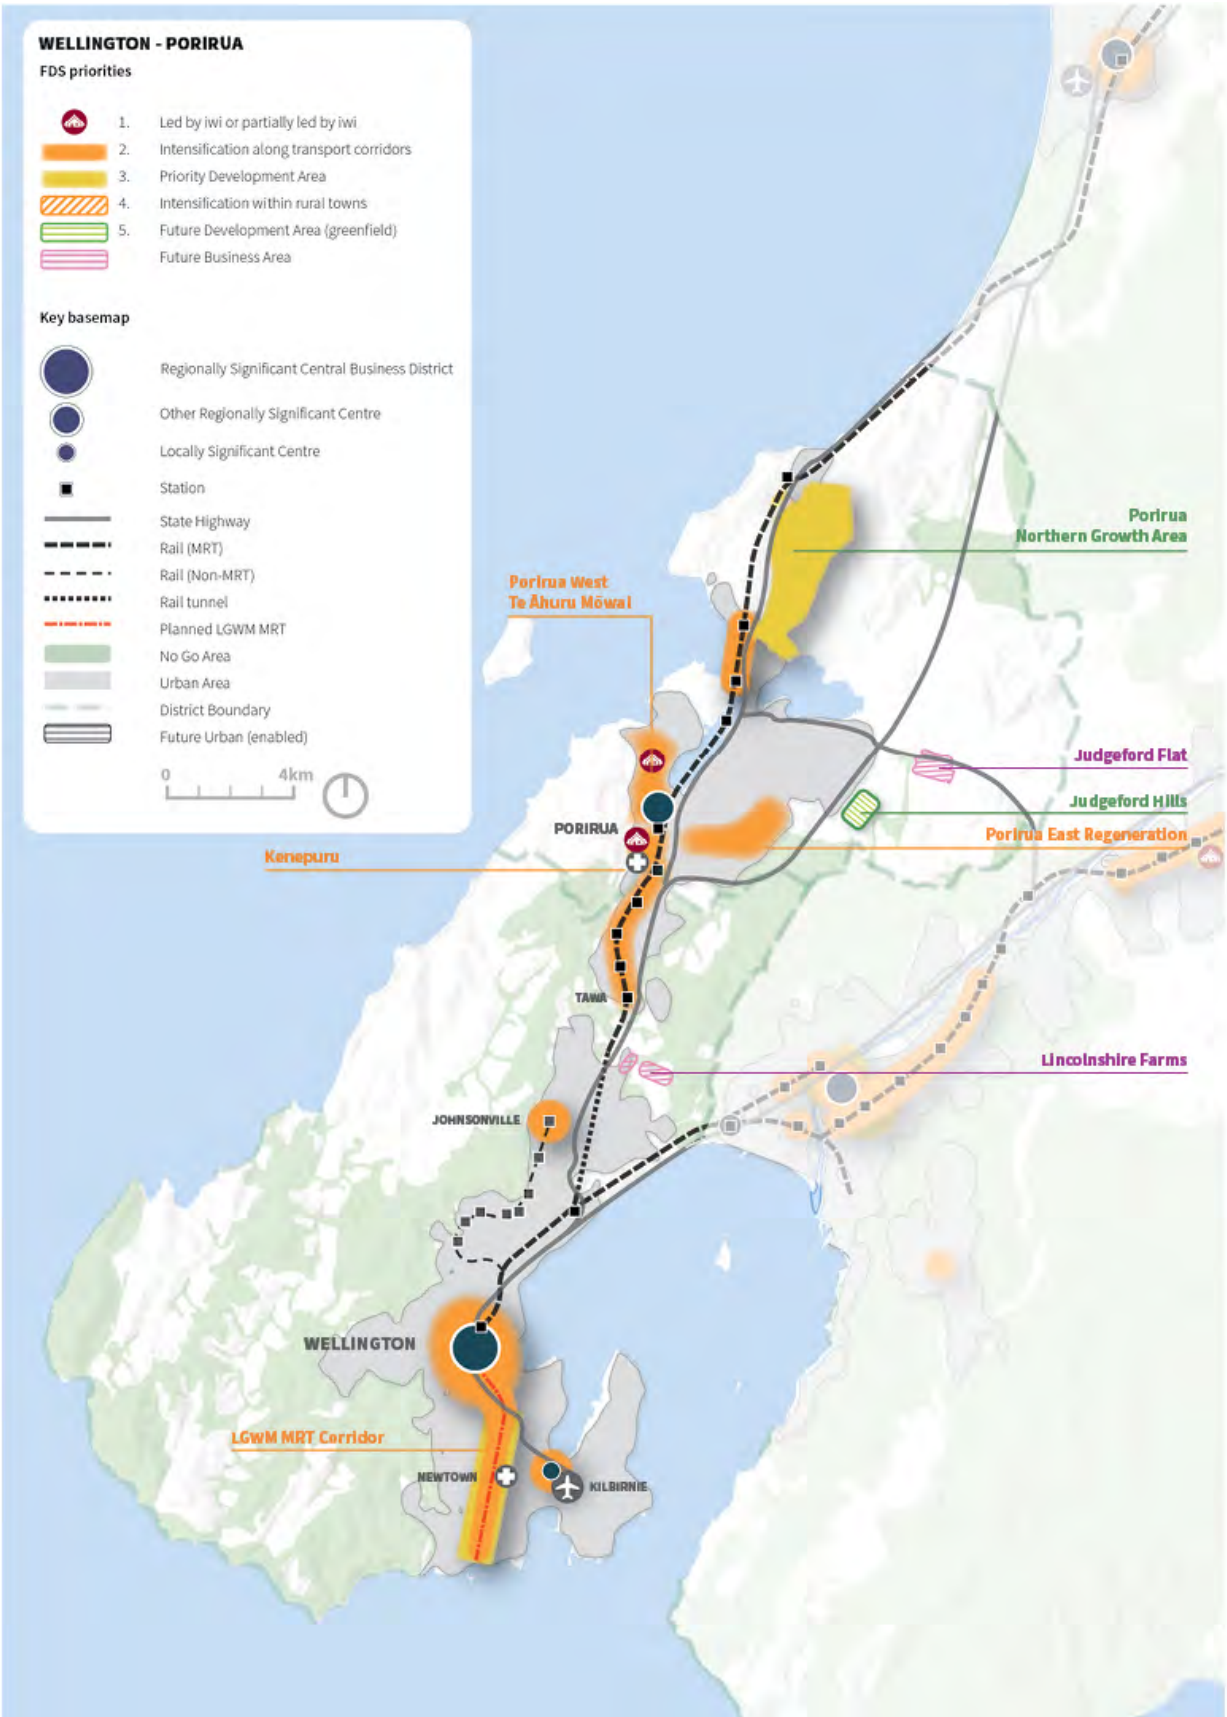 WELLINGTON - PORIRUA
FDS priorities
1. Led by iwi or partially led by iwi
2. Intensification along transport corridors
3. Priority Development Area
4. Intensification within rural towns
5. Future Development Area (greenfield)
Future Business Area
Key basemap
Regionally Significant Central Business District
Other Regionally Significant Centre
Locally Significant Centre
Station
State Highway
Rail (MRT)
Rail (Non-MRT)
Rail tunnel
Planned LGWM MRT
No Go Area
Urban Area
District Boundary
Future Urban (enabled)
0 4km
Porirua
Northern Growth Area
Porirua West
Te Āhuru Mōwai
Judgeford Flat
Judgeford Hills
PORIRUA
Porirua East Regeneration
Kenepuru
TAWA
Lincolnshire Farms
JOHNSONVILLE
WELLINGTON
LGWM MRT Corridor
NEWTOWN
KILBIRNIE